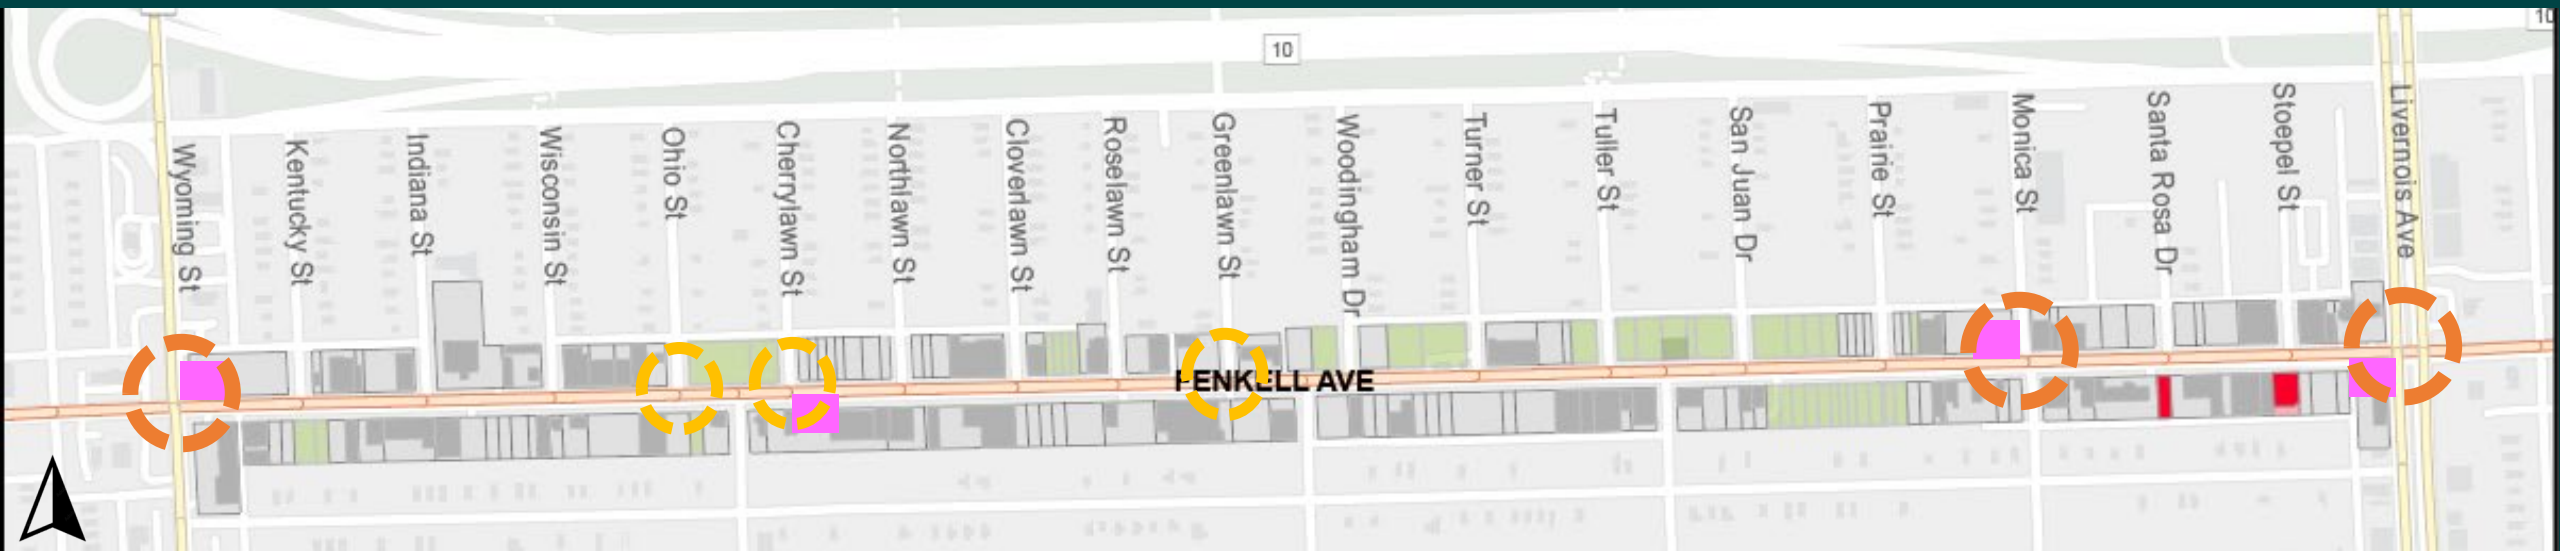 10
10
Wyoming St
Kentucky St
Indiana St
Wisconsin St
Ohio St
Cherrylawn St
Northlawn St
Cloverlawn St
Roselawn St
Greenlawn St
Woodingham Dr
Turner St
Tuller St
San Juan Dr
Prairie St
Monica St
Santa Rosa Dr
Stoepel St
Livernois Ave
FENKELL AVE